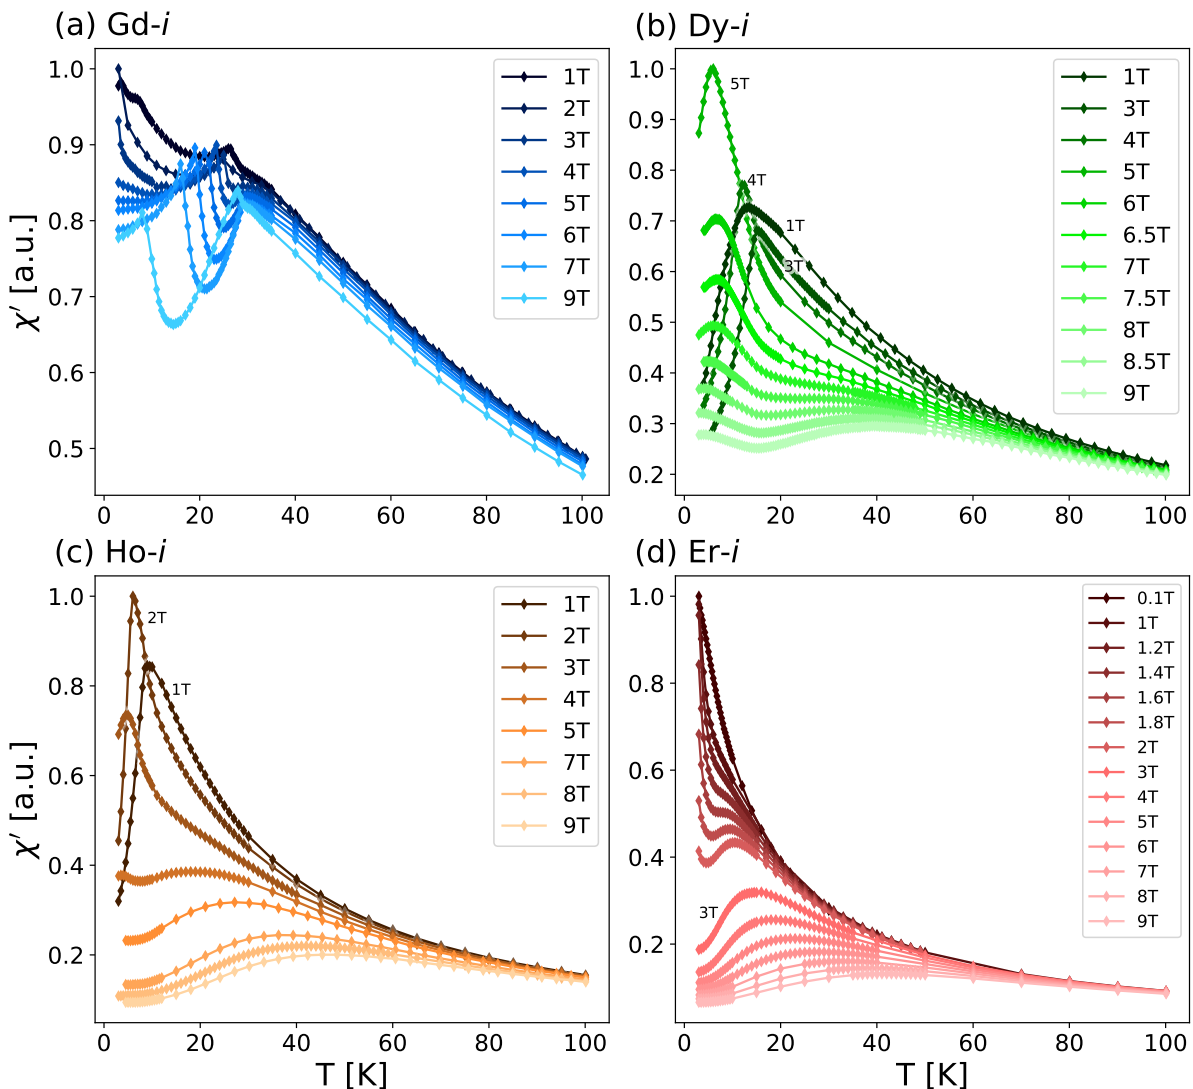 (a) Gd-i
χ′ [a.u.]
1.0
0.9
0.8
0.7
0.6
0.5
0
20
40
60
80
100
1T
2T
3T
4T
5T
6T
7T
9T
(b) Dy-i
1.0
0.9
0.8
0.7
0.6
0.5
0.4
0.3
0.2
0
20
40
60
80
100
5T
4T
1T
3T
1T
3T
4T
5T
6T
6.5T
7T
7.5T
8T
8.5T
9T
(c) Ho-i
χ′ [a.u.]
1.0
0.8
0.6
0.4
0.2
0
20
40
60
80
100
T [K]
2T
1T
1T
2T
3T
4T
5T
7T
8T
9T
(d) Er-i
1.0
0.8
0.6
0.4
0.2
0
20
40
60
80
100
T [K]
3T
0.1T
1T
1.2T
1.4T
1.6T
1.8T
2T
3T
4T
5T
6T
7T
8T
9T